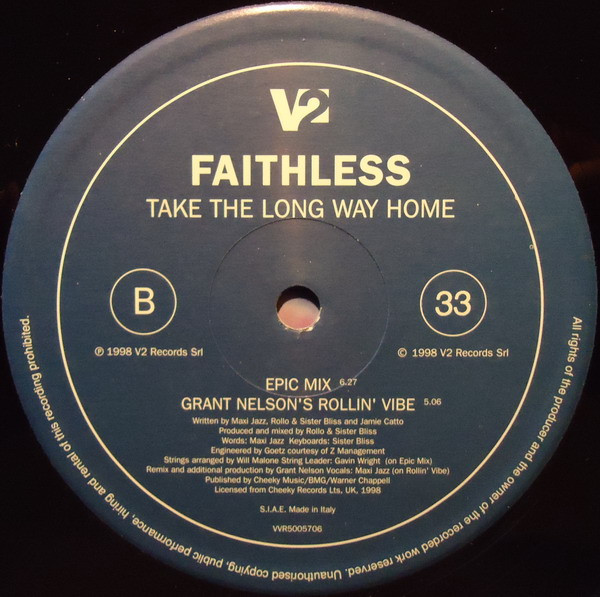 V2
FAITHLESS
TAKE THE LONG WAY HOME
B
33
℗ 1998 V2 Records Srl
© 1998 V2 Records Srl
EPIC MIX 6.27
GRANT NELSON'S ROLLIN' VIBE 5.06
Written by Maxi Jazz, Rollo & Sister Bliss and Jamie Catto
Produced and mixed by Rollo & Sister Bliss
Words: Maxi Jazz Keyboards: Sister Bliss
Engineered by Goetz courtesy of Z Management
Strings arranged by Will Malone String Leader: Gavin Wright (on Epic Mix)
Remix and additional production by Grant Nelson Vocals: Maxi Jazz (on Rollin' Vibe)
Published by Cheeky Music/BMG/Warner Chappell
Licensed from Cheeky Records Lts, UK, 1998
S.I.A.E. Made in Italy
VVR5005706
All rights of the producer and the owner of the recorded work reserved. Unauthorised copying, public performance, hiring and rental of this recording prohibited.